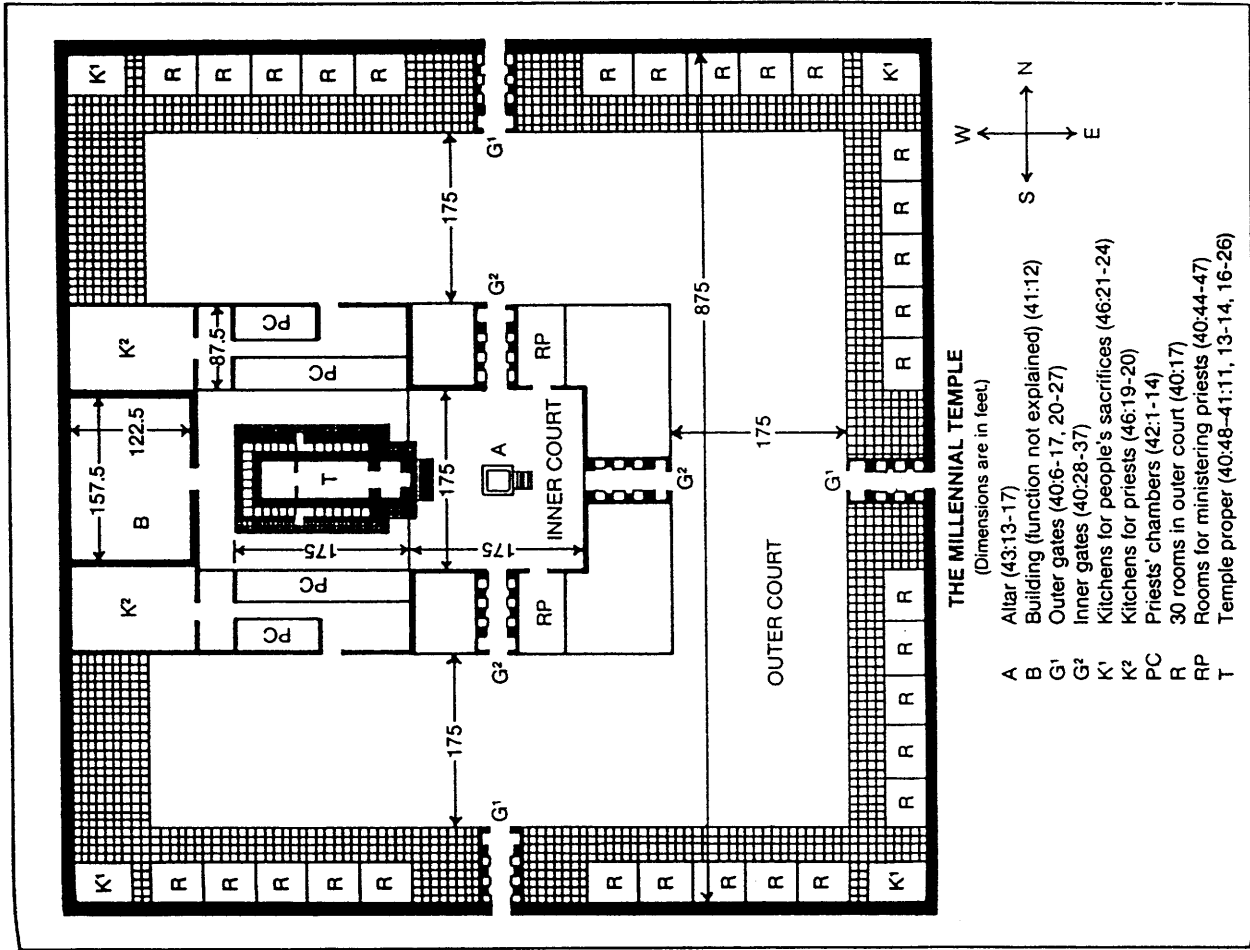 K¹
K²
157.5
B
122.5
K²
K¹
R
R
R
R
R
R
R
R
R
R
PC
PC
87.5
PC
PC
T
175
175
G¹
175
G²
175
A
175
G²
175
G¹
INNER COURT
RP
RP
R
R
R
R
R
R
R
R
R
R
G²
875
175
OUTER COURT
G¹
K¹
R
R
R
R
R
R
R
R
R
R
K¹
THE MILLENNIAL TEMPLE
(Dimensions are in feet.)
W
S N
E
A Altar (43:13-17)
B Building (function not explained) (41:12)
G¹ Outer gates (40:6-17, 20-27)
G² Inner gates (40:28-37)
K¹ Kitchens for people's sacrifices (46:21-24)
K² Kitchens for priests (46:19-20)
PC Priests' chambers (42:1-14)
R 30 rooms in outer court (40:17)
RP Rooms for ministering priests (40:44-47)
T Temple proper (40:48-41:11, 13-14, 16-26)